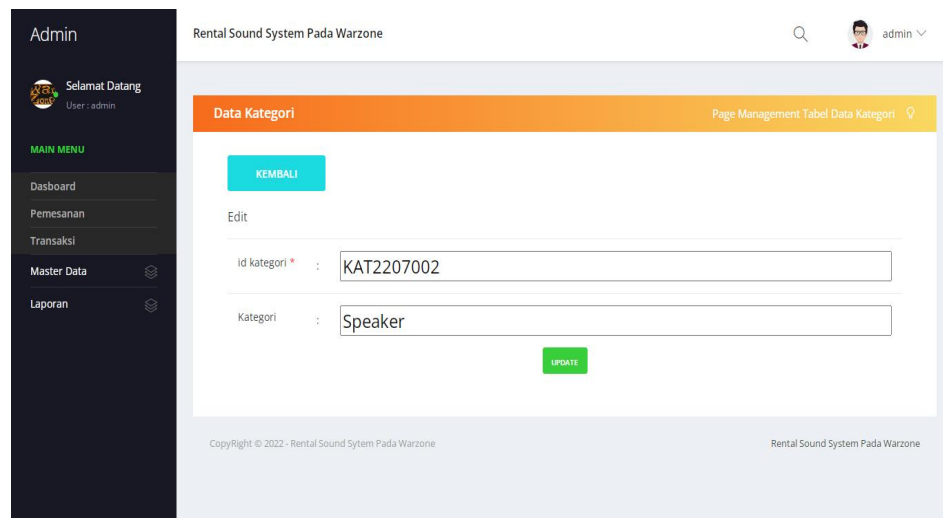 Admin
Rental Sound System Pada Warzone
admin
Selamat Datang
User : admin
MAIN MENU
Dasboard
Pemesanan
Transaksi
Master Data
Laporan
Data Kategori
Page Management Tabel Data Kategori
KEMBALI
Edit
id kategori * : KAT2207002
Kategori : Speaker
UPDATE
CopyRight © 2022 - Rental Sound Sytem Pada Warzone
Rental Sound System Pada Warzone